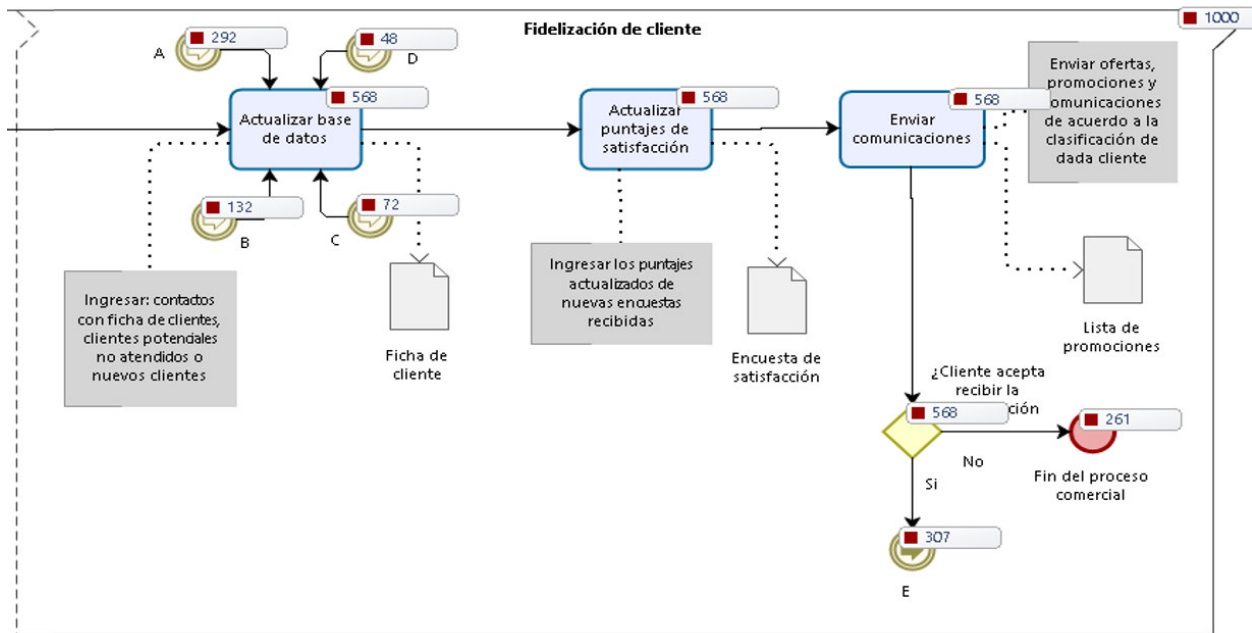 Fidelización de cliente
1000
292
A
48
D
568
Actualizar base
de datos
132
B
72
C
568
Actualizar
puntajes de
satisfacción
568
Enviar
comunicaciones
Enviar ofertas,
promociones y
comunicaciones
de acuerdo a la
clasificación de
dada cliente
Ingresar: contactos
con ficha de clientes,
clientes potenciales
no atendidos o
nuevos clientes
Ficha de
cliente
Ingresar los puntajes
actualizados de
nuevas encuestas
recibidas
Encuesta de
satisfacción
Lista de
promociones
¿Cliente acepta
recibir la
568
No
261
Fin del proceso
comercial
Si
307
E